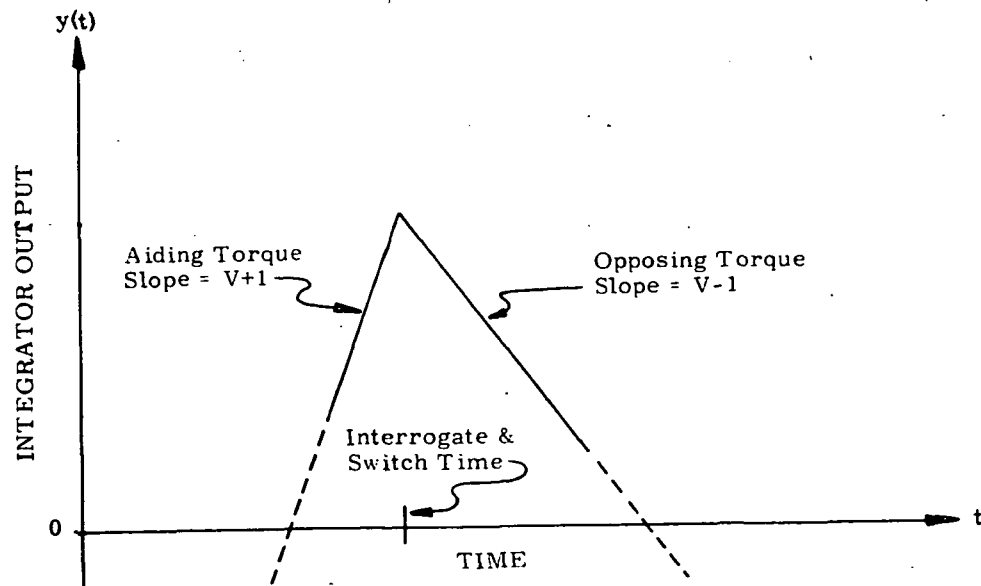 y(t)
INTEGRATOR OUTPUT
Aiding Torque
Slope = V+1
Opposing Torque
Slope = V-1
Interrogate &
Switch Time
0
t
TIME